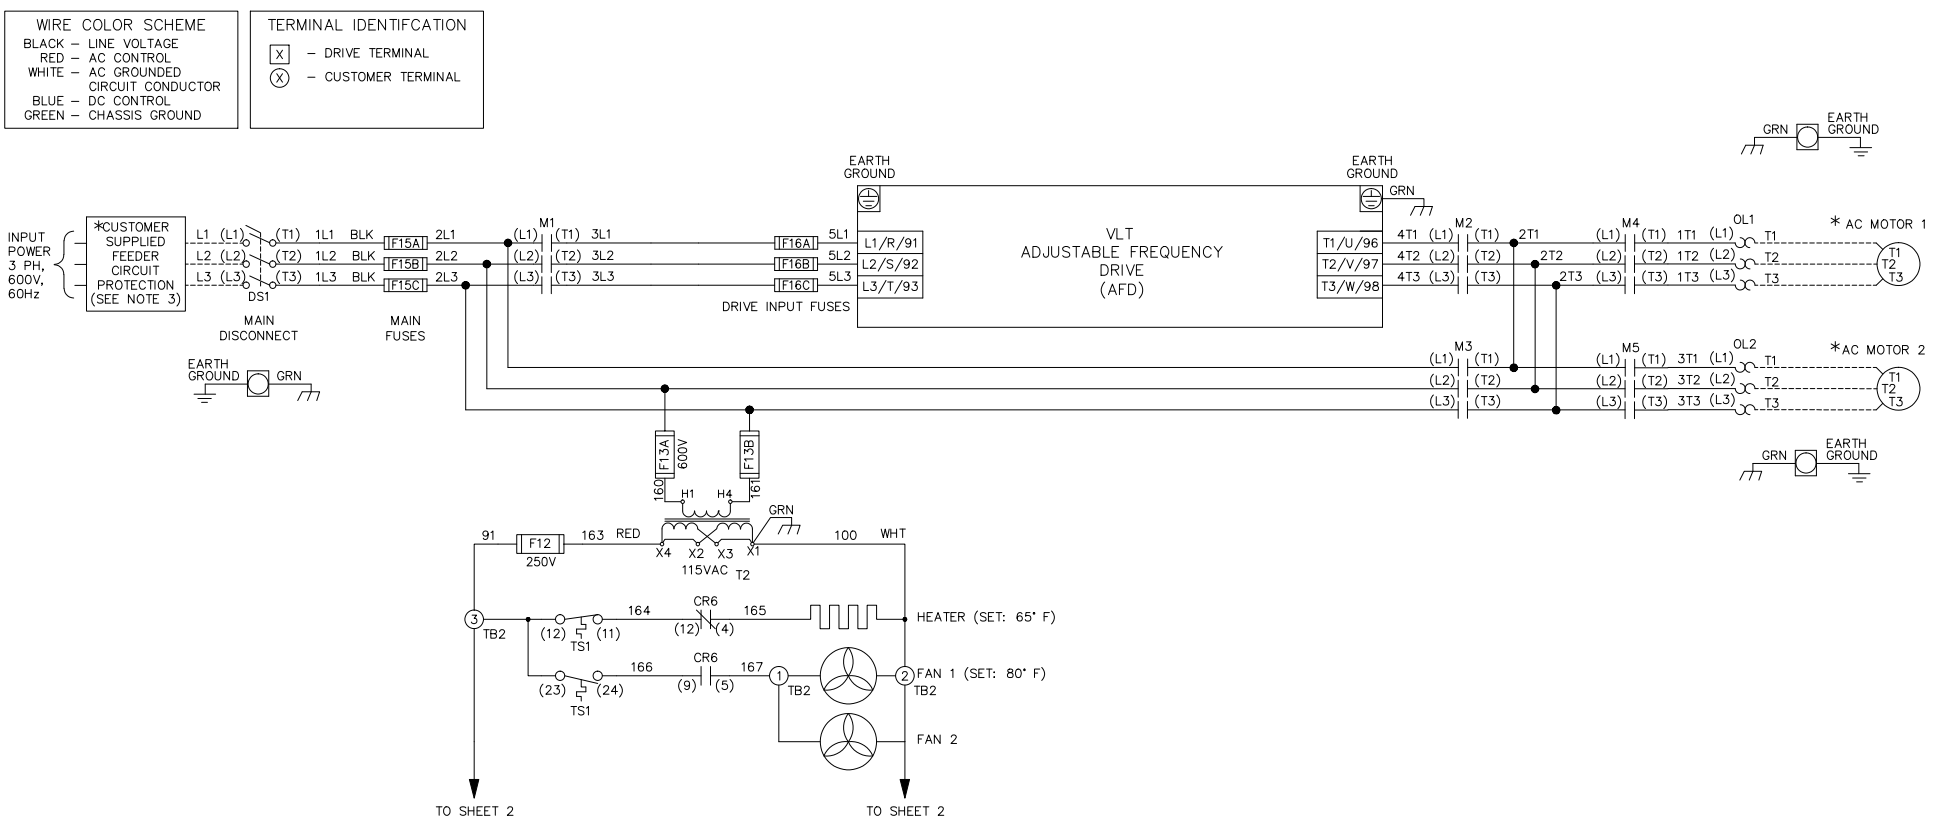 WIRE COLOR SCHEME
BLACK – LINE VOLTAGE
RED – AC CONTROL
WHITE – AC GROUNDED
CIRCUIT CONDUCTOR
BLUE – DC CONTROL
GREEN – CHASSIS GROUND
TERMINAL IDENTIFCATION
X – DRIVE TERMINAL
X – CUSTOMER TERMINAL
INPUT
POWER
3 PH,
600V,
60Hz
*CUSTOMER
SUPPLIED
FEEDER
CIRCUIT
PROTECTION
(SEE NOTE 3)
L1 (L1) (T1) 1L1 BLK F15A 2L1
L2 (L2) (T2) 1L2 BLK F15B 2L2
L3 (L3) (T3) 1L3 BLK F15C 2L3
DS1
MAIN
DISCONNECT
MAIN
FUSES
M1
(L1) (T1) 3L1 F16A 5L1
(L2) (T2) 3L2 F16B 5L2
(L3) (T3) 3L3 F16C 5L3
DRIVE INPUT FUSES
EARTH
GROUND
L1/R/91
L2/S/92
L3/T/93
VLT
ADJUSTABLE FREQUENCY
DRIVE
(AFD)
EARTH
GROUND
GRN
T1/U/96
T2/V/97
T3/W/98
M2
4T1 (L1) (T1) 2T1
4T2 (L2) (T2) 2T2
4T3 (L3) (T3) 2T3
M4
OL1
(L1) (T1) 1T1 (L1) T1
(L2) (T2) 1T2 (L2) T2
(L3) (T3) 1T3 (L3) T3
* AC MOTOR 1
T1
T2
T3
GRN
EARTH
GROUND
M3
(L1) (T1)
(L2) (T2)
(L3) (T3)
M5
OL2
(L1) (T1) 3T1 (L1) T1
(L2) (T2) 3T2 (L2) T2
(L3) (T3) 3T3 (L3) T3
*AC MOTOR 2
T1
T2
T3
GRN
EARTH
GROUND
EARTH
GROUND
GRN
F13A
600V
F13B
160
161
H1 H4
GRN
91 F12 163 RED
250V
X4 X2 X3 X1
100 WHT
115VAC T2
3
TB2
(12) (11)
TS1
164
CR6
(12) (4)
165
HEATER (SET: 65° F)
(23) (24)
TS1
166
CR6
(9) (5)
167
1
TB2
2
TB2
FAN 1 (SET: 80° F)
FAN 2
TO SHEET 2
TO SHEET 2